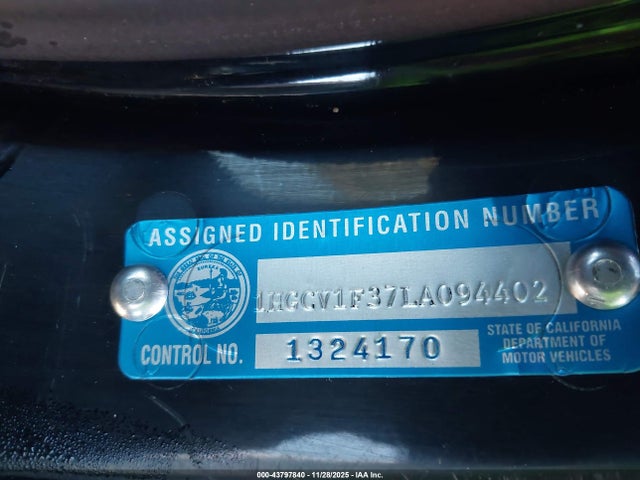 ASSIGNED IDENTIFICATION NUMBER
1HGCV1F37LA094402
CONTROL NO. 1324170
STATE OF CALIFORNIA
DEPARTMENT OF
MOTOR VEHICLES
000-43797840 - 11/28/2025 - IAA Inc.